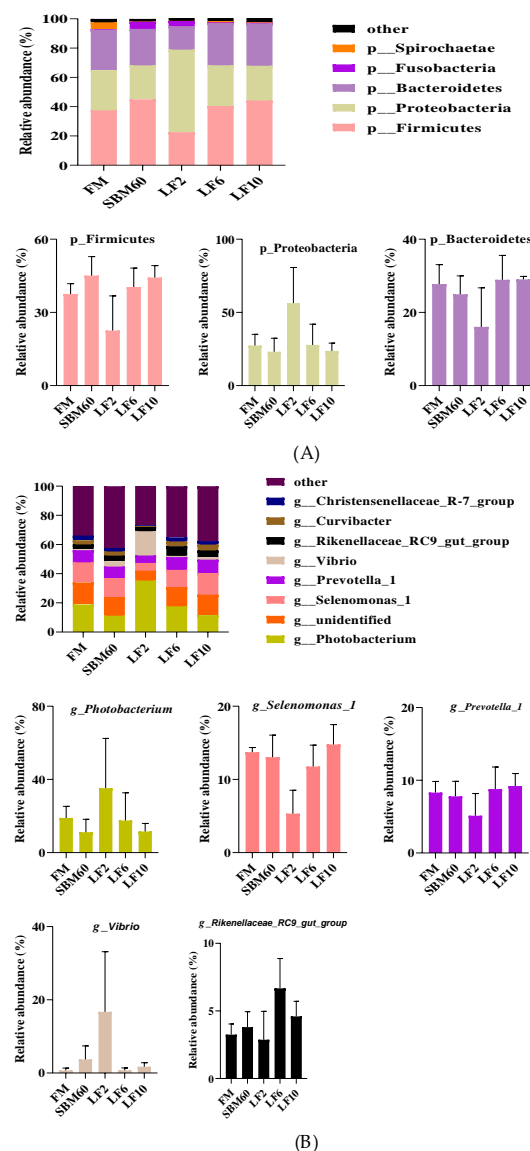 Relative abundance (%)
100
80
60
40
20
0
FM
SBM60
LF2
LF6
LF10
other
p__Spirochaetae
p__Fusobacteria
p__Bacteroidetes
p__Proteobacteria
p__Firmicutes
p_Firmicutes
Relative abundance (%)
60
30
0
FM
SBM60
LF2
LF6
LF10
p_Proteobacteria
Relative abundance (%)
100
50
0
FM
SBM60
LF2
LF6
LF10
p_Bacteroidetes
Relative abundance (%)
40
20
0
FM
SBM60
LF2
LF6
LF10
(A)
Relative abundance (%)
100
80
60
40
20
0
FM
SBM60
LF2
LF6
LF10
other
g__Christensenellaceae_R-7_group
g__Curvibacter
g__Rikenellaceae_RC9_gut_group
g__Vibrio
g__Prevotella_1
g__Selenomonas_1
g__unidentified
g__Photobacterium
g_Photobacterium
Relative abundance (%)
80
40
0
FM
SBM60
LF2
LF6
LF10
g_Selenomonas_1
Relative abundance (%)
20
10
0
FM
SBM60
LF2
LF6
LF10
g_Prevotella_1
Relative abundance (%)
20
10
0
FM
SBM60
LF2
LF6
LF10
g_Vibrio
Relative abundance (%)
40
20
0
FM
SBM60
LF2
LF6
LF10
g_Rikenellaceae_RC9_gut_group
Relative abundance (%)
10
5
0
FM
SBM60
LF2
LF6
LF10
(B)